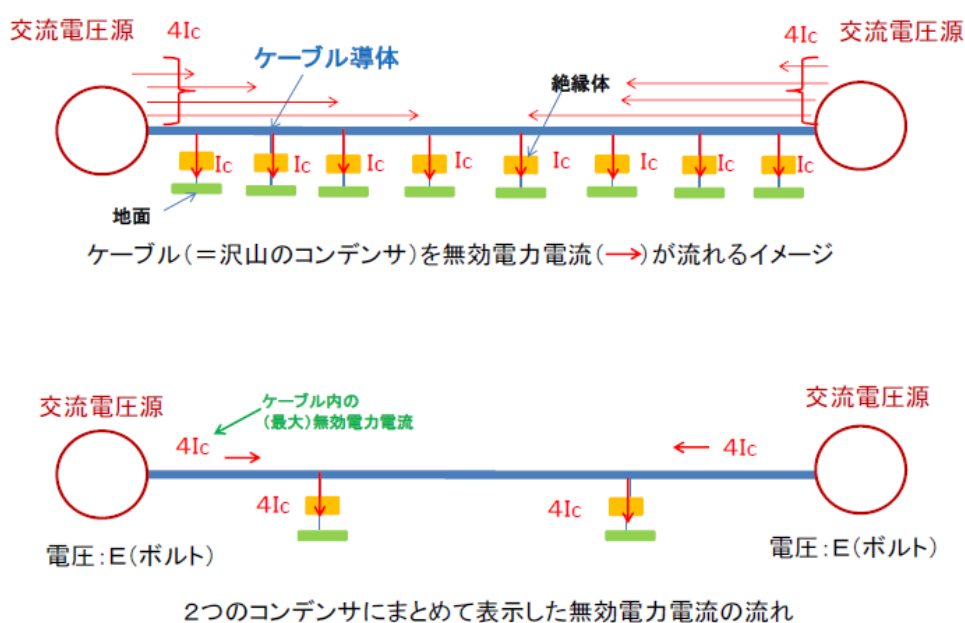 交流電圧源
4Ic
4Ic
交流電圧源
ケーブル導体
絶縁体
Ic
Ic
Ic
Ic
Ic
Ic
Ic
Ic
地面
ケーブル(＝沢山のコンデンサ)を無効電力電流(→)が流れるイメージ
交流電圧源
ケーブル内の
(最大)無効電力電流
交流電圧源
4Ic
4Ic
4Ic
4Ic
電圧:E(ボルト)
電圧:E(ボルト)
２つのコンデンサにまとめて表示した無効電力電流の流れ